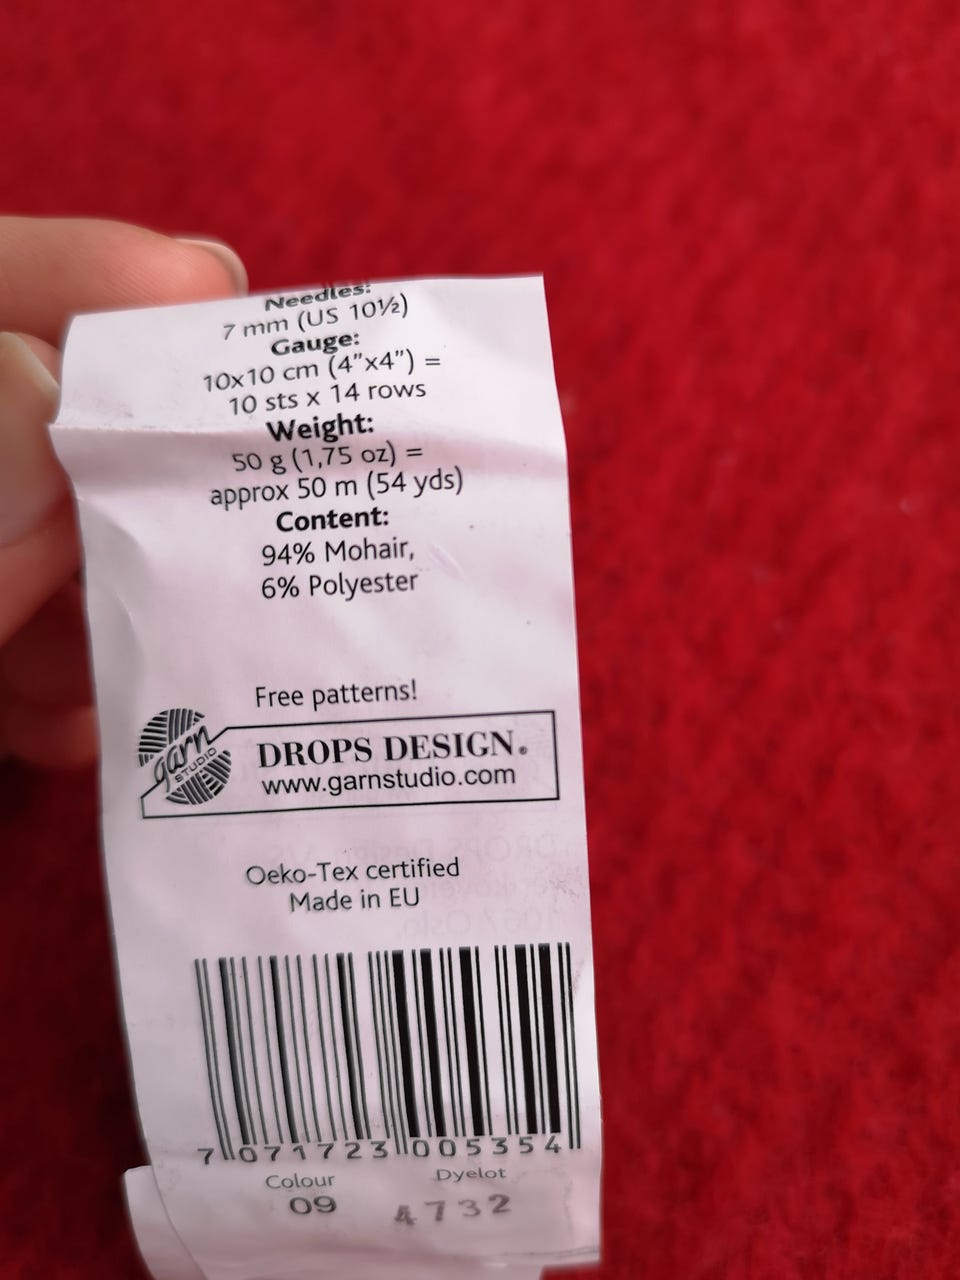 Needles:
7 mm (US 10½)
Gauge:
10x10 cm (4"x4") =
10 sts x 14 rows
Weight:
50 g (1,75 oz) =
approx 50 m (54 yds)
Content:
94% Mohair,
6% Polyester
Free patterns!
garn
STUDIO
DROPS DESIGN®
www.garnstudio.com
Oeko-Tex certified
Made in EU
7 071723 005354
Colour Dyelot
09 4732